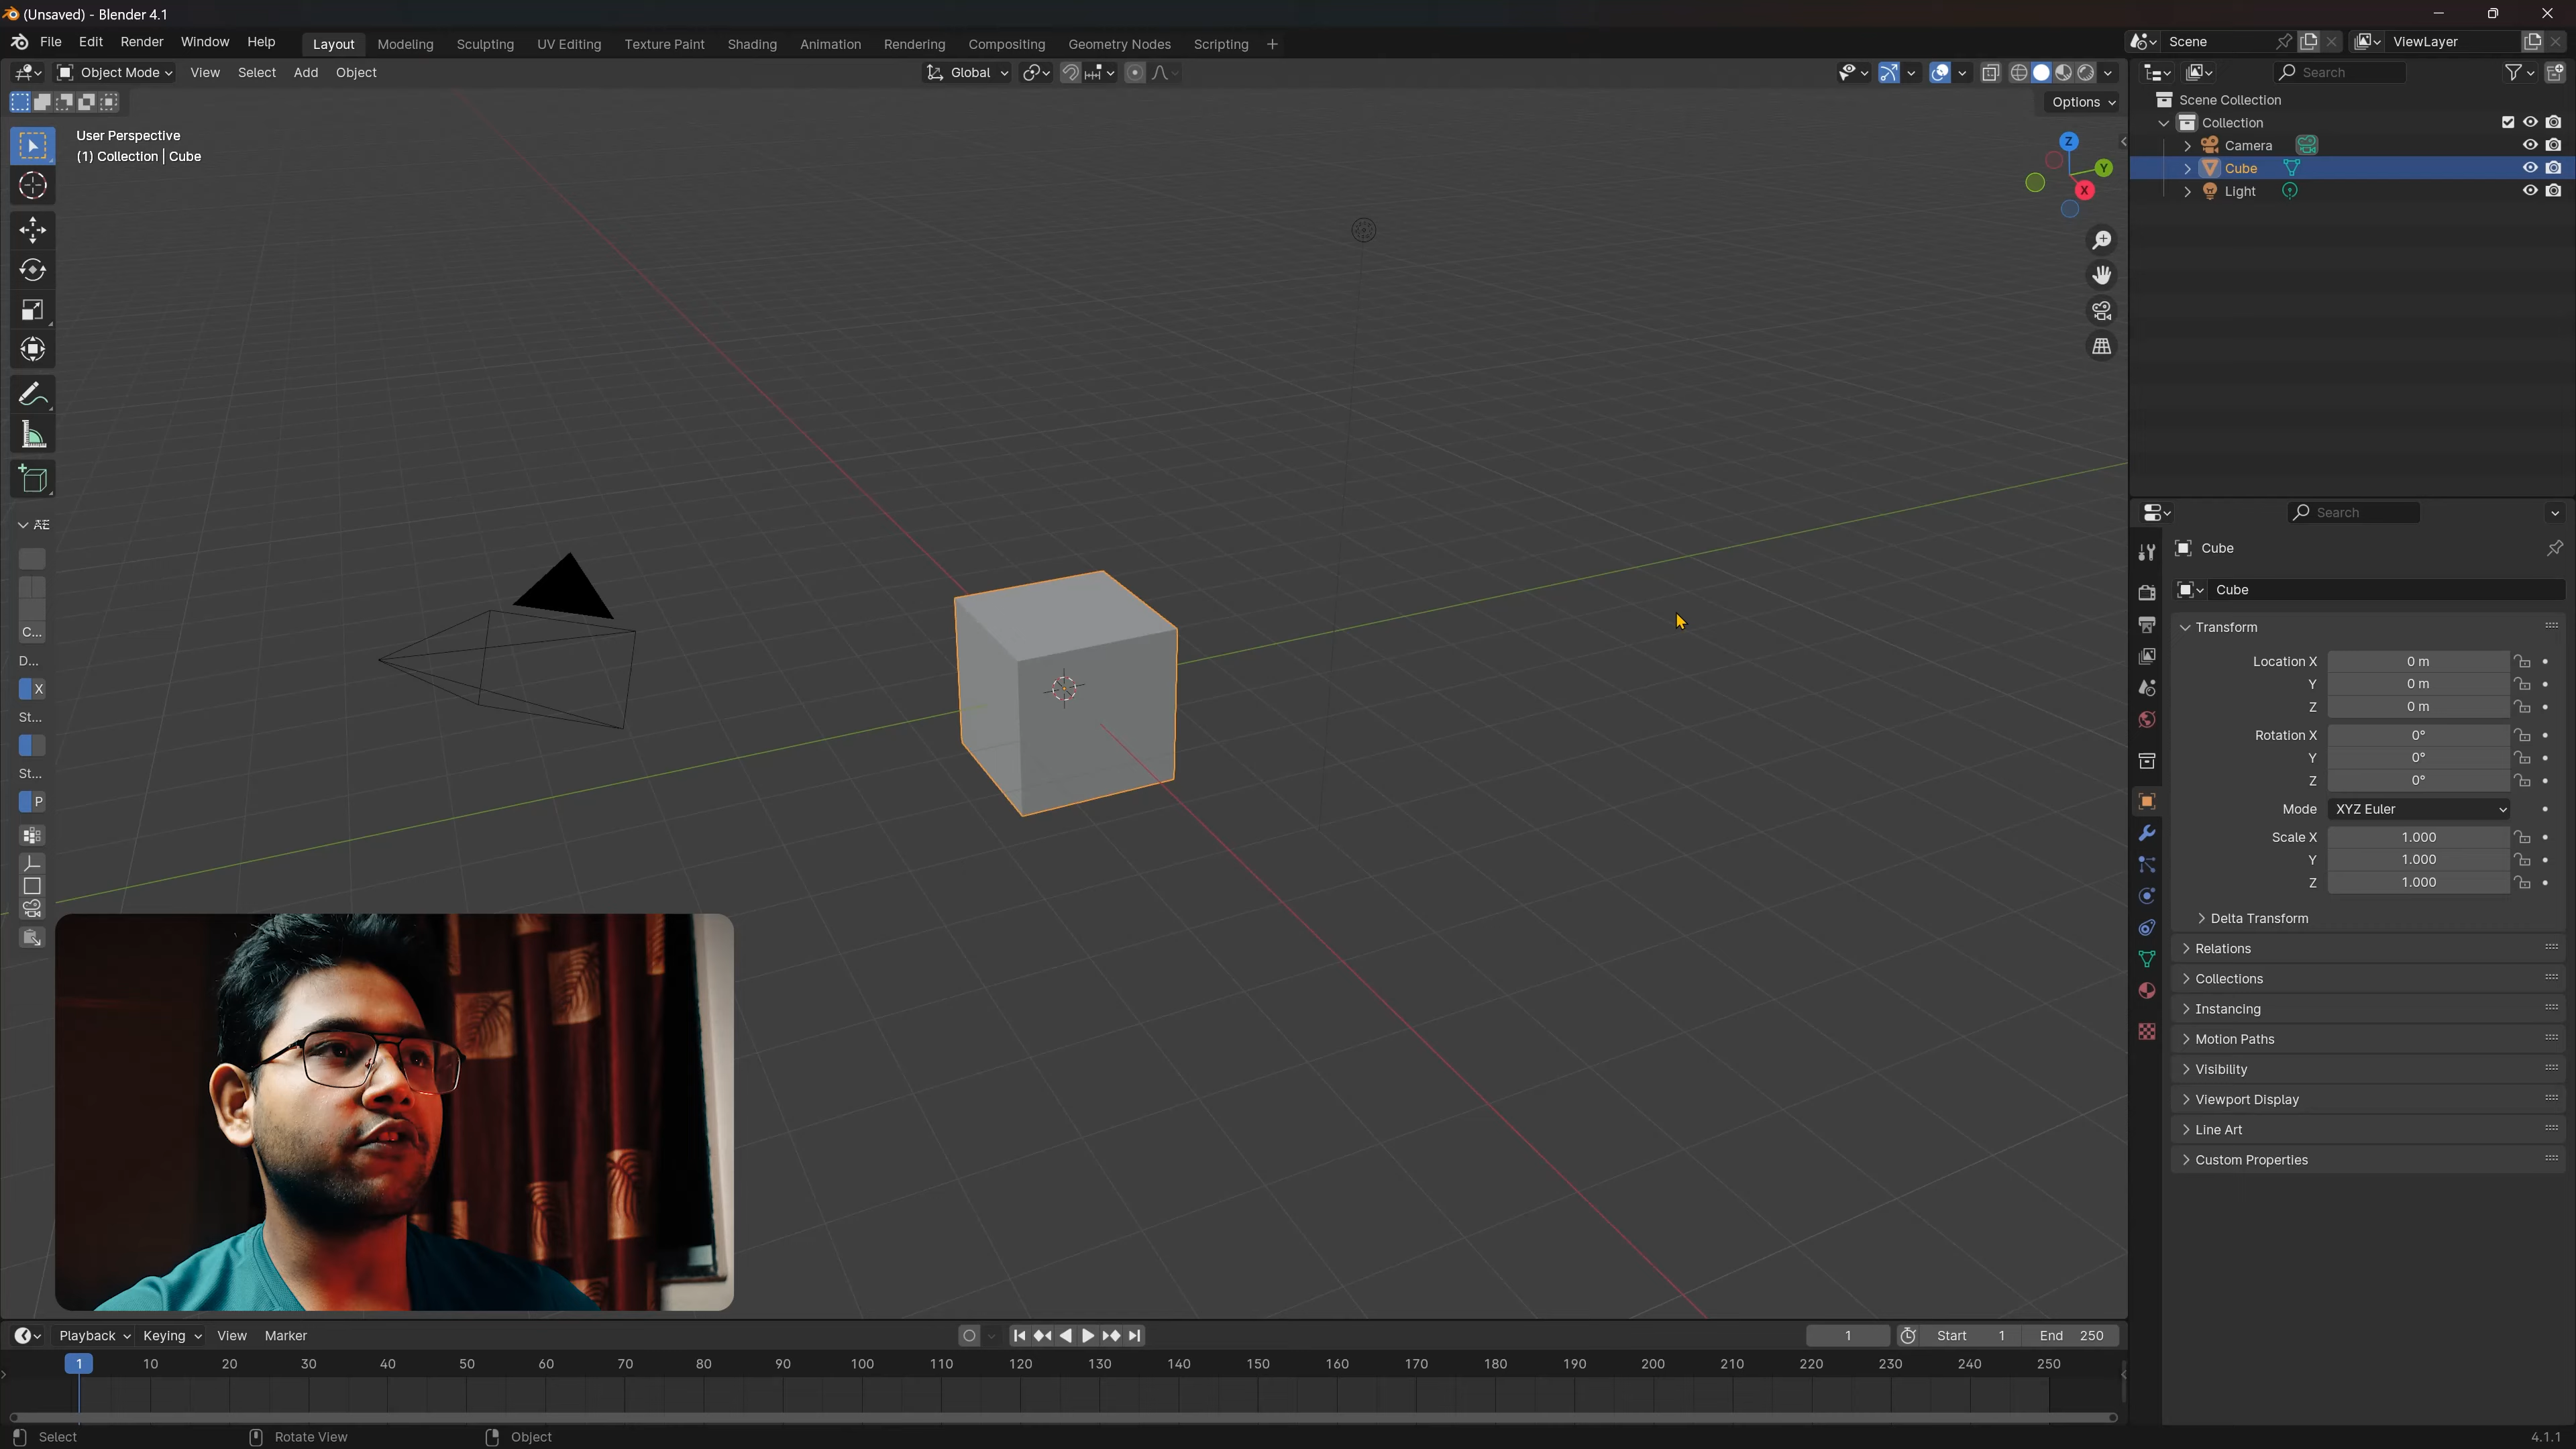 (Unsaved) - Blender 4.1
File Edit Render Window Help Layout Modeling Sculpting UV Editing Texture Paint Shading Animation Rendering Compositing Geometry Nodes Scripting + Scene ViewLayer
Object Mode View Select Add Object Global Search
Options
User Perspective
(1) Collection | Cube
Z
Y
X
Scene Collection
Collection
Camera
Cube
Light
AE
C...
D...
X
St...
St...
P
Search
Cube
Cube
Transform
Location X 0 m
Y 0 m
Z 0 m
Rotation X 0°
Y 0°
Z 0°
Mode XYZ Euler
Scale X 1.000
Y 1.000
Z 1.000
Delta Transform
Relations
Collections
Instancing
Motion Paths
Visibility
Viewport Display
Line Art
Custom Properties
Playback Keying View Marker 1 Start 1 End 250
1 10 20 30 40 50 60 70 80 90 100 110 120 130 140 150 160 170 180 190 200 210 220 230 240 250
Select Rotate View Object 4.1.1